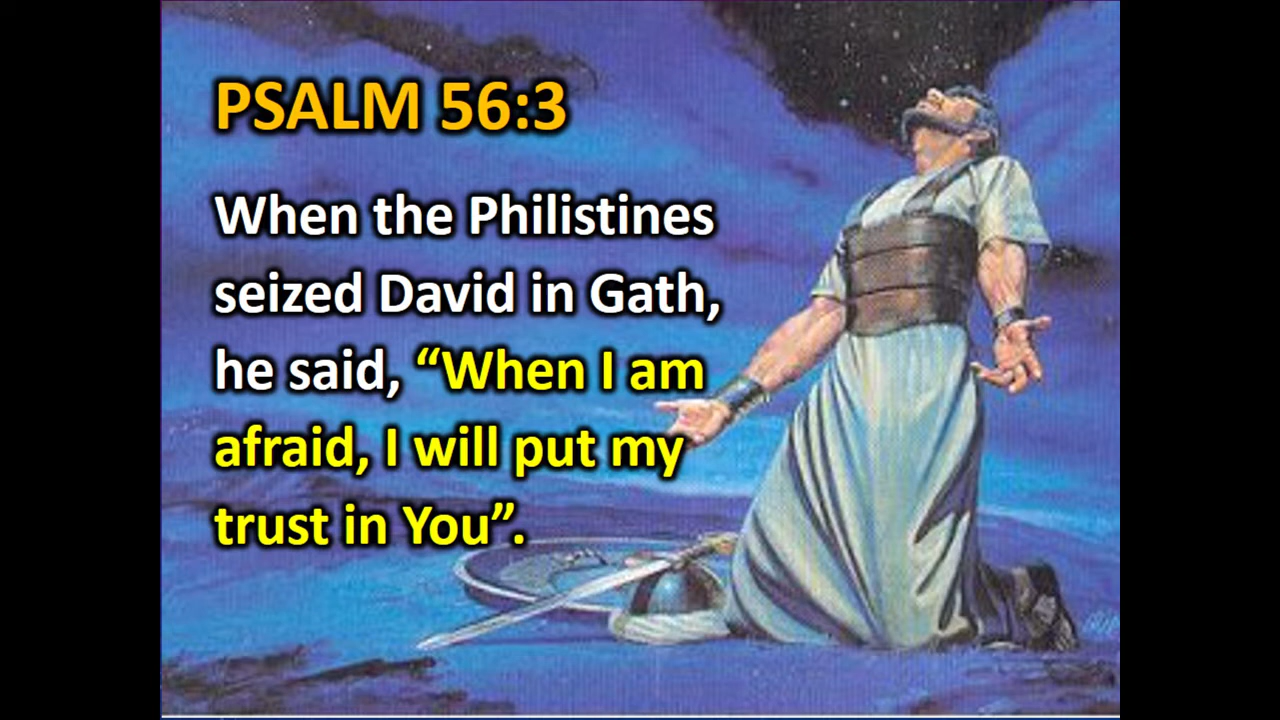 PSALM 56:3
When the Philistines
seized David in Gath,
he said, “When I am
afraid, I will put my
trust in You”.